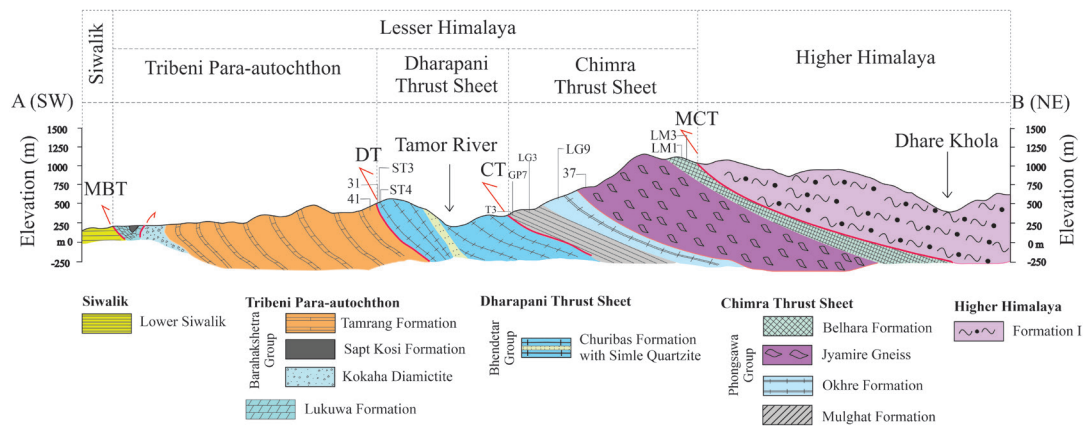 Siwalik
Lesser Himalaya
Higher Himalaya
Tribeni Para-autochthon
Dharapani
Thrust Sheet
Chimra
Thrust Sheet
A (SW)
B (NE)
Elevation (m)
1500
1250
1000
750
500
250
m 0
-250
MBT
DT
31
41
ST3
ST4
Tamor River
CT
T3
GP7
LG3
LG9
37
LM3
LM1
MCT
Dhare Khola
1500
1250
1000
750
500
250
0 m
-250
Elevation (m)
Siwalik
Lower Siwalik
Tribeni Para-autochthon
Barahakshetra
Group
Tamrang Formation
Sapt Kosi Formation
Kokaha Diamictite
Lukuwa Formation
Dharapani Thrust Sheet
Bhendetar
Group
Churibas Formation
with Simle Quartzite
Chimra Thrust Sheet
Phongsawa
Group
Belhara Formation
Jyamire Gneiss
Okhre Formation
Mulghat Formation
Higher Himalaya
Formation I